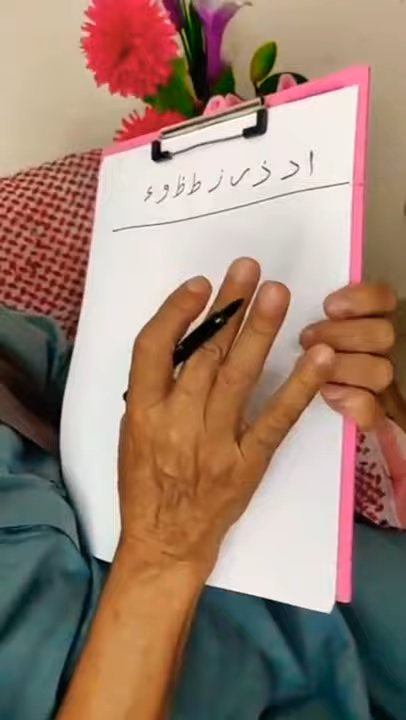 ا د ذ ر ز ط ظ و ء